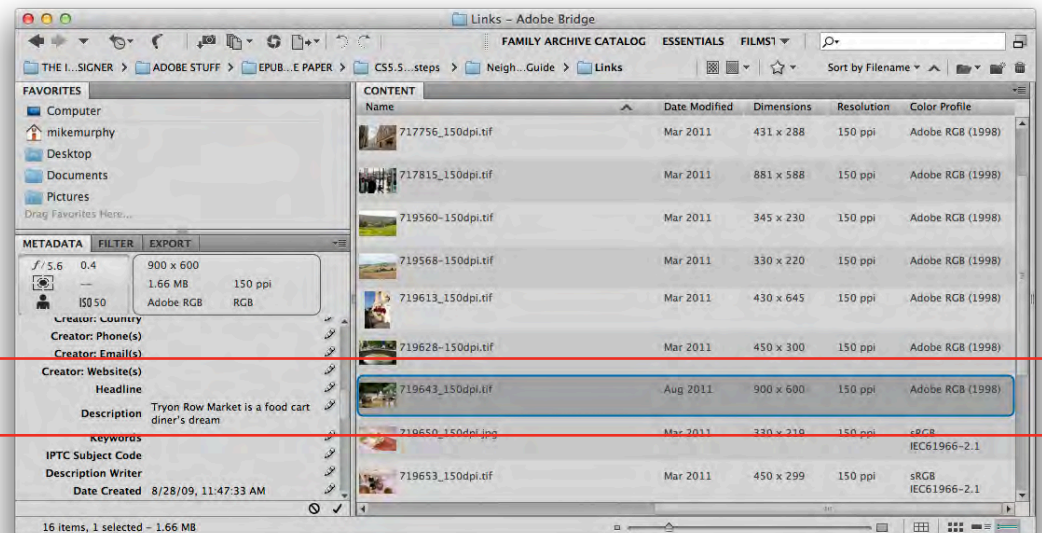 Links – Adobe Bridge
FAMILY ARCHIVE CATALOG ESSENTIALS FILMST
THE I...SIGNER > ADOBE STUFF > EPUB...E PAPER > CS5.5...steps > Neigh...Guide > Links Sort by Filename
FAVORITES
Computer
mikemurphy
Desktop
Documents
Pictures
Drag Favorites Here...
METADATA FILTER EXPORT
f/5.6 0.4 900 x 600
-- 1.66 MB 150 ppi
ISO 50 Adobe RGB RGB
Creator: Country
Creator: Phone(s)
Creator: Email(s)
Creator: Website(s)
Headline
Description Tryon Row Market is a food cart
diner's dream
Keywords
IPTC Subject Code
Description Writer
Date Created 8/28/09, 11:47:33 AM
CONTENT
Name Date Modified Dimensions Resolution Color Profile
717756_150dpi.tif Mar 2011 431 x 288 150 ppi Adobe RGB (1998)
717815_150dpi.tif Mar 2011 881 x 588 150 ppi Adobe RGB (1998)
719560-150dpi.tif Mar 2011 345 x 230 150 ppi Adobe RGB (1998)
719568-150dpi.tif Mar 2011 330 x 220 150 ppi Adobe RGB (1998)
719613_150dpi.tif Mar 2011 430 x 645 150 ppi Adobe RGB (1998)
719628-150dpi.tif Mar 2011 450 x 300 150 ppi Adobe RGB (1998)
719643_150dpi.tif Aug 2011 900 x 600 150 ppi Adobe RGB (1998)
719650_150dpi.jpg Mar 2011 330 x 219 150 ppi sRGB
IEC61966-2.1
719653_150dpi.tif Mar 2011 450 x 299 150 ppi sRGB
IEC61966-2.1
16 items, 1 selected – 1.66 MB